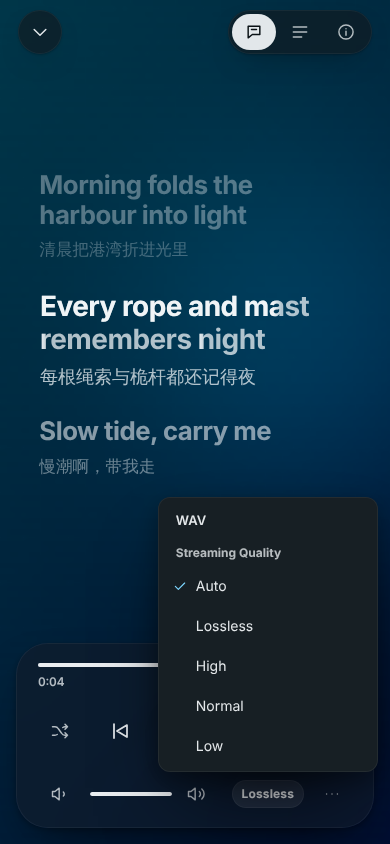 Morning folds the
harbour into light
清晨把港湾折进光里
Every rope and mast
remembers night
每根绳索与桅杆都还记得夜
Slow tide, carry me
慢潮啊，带我走
WAV
Streaming Quality
Auto
Lossless
High
Normal
Low
0:04
Lossless